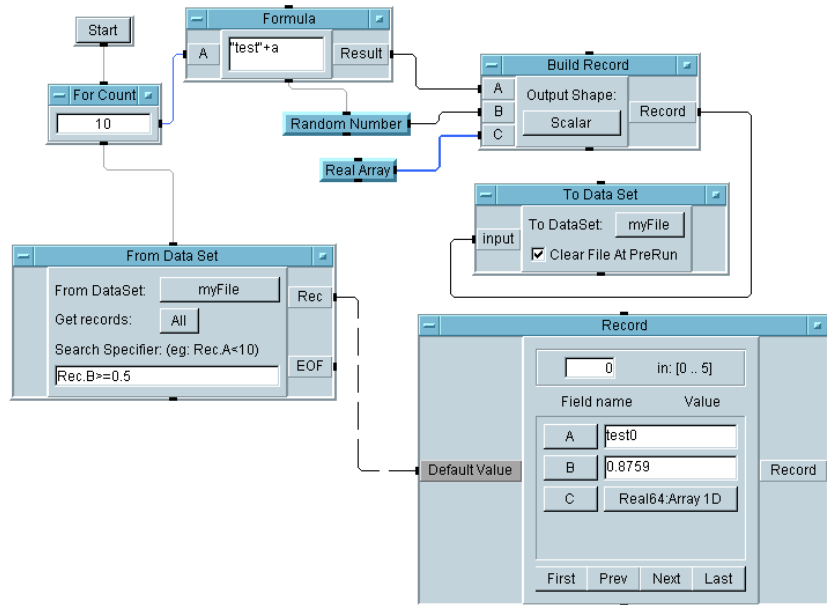 Start
Formula
A
"test"+a
Result
For Count
10
Random Number
Real Array
Build Record
A
B
C
Output Shape:
Scalar
Record
To Data Set
input
To DataSet:
myFile
Clear File At PreRun
From Data Set
From DataSet:
myFile
Get records:
All
Search Specifier: (eg: Rec.A<10)
Rec.B>=0.5
Rec
EOF
Record
Default Value
0
in: [0 .. 5]
Field name
Value
A
test0
B
0.8759
C
Real64:Array 1D
Record
First
Prev
Next
Last